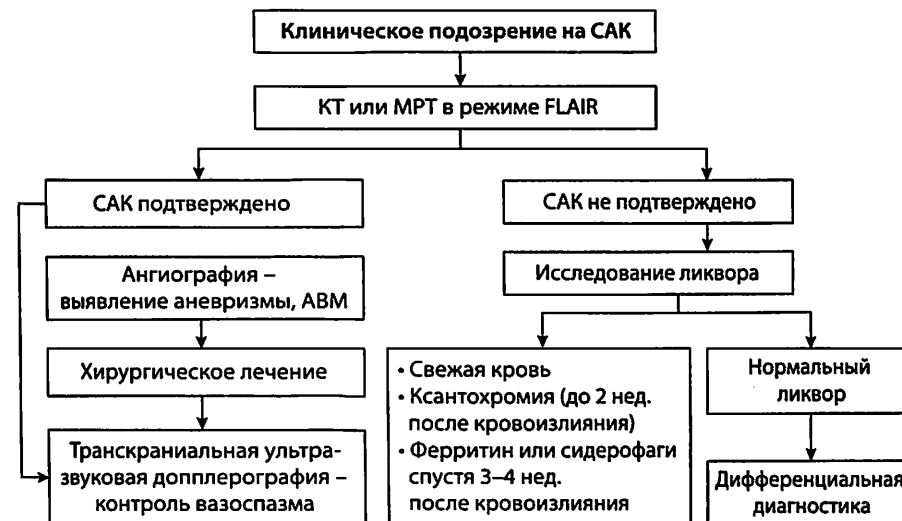 Клиническое подозрение на САК
КТ или МРТ в режиме FLAIR
САК подтверждено
САК не подтверждено
Ангиография –
выявление аневризмы, АВМ
Исследование ликвора
Хирургическое лечение
Транскраниальная ультра-
звуковая допплерография –
контроль вазоспазма
• Свежая кровь
• Ксантохромия (до 2 нед.
после кровоизлияния)
• Ферритин или сидерофаги
спустя 3–4 нед.
после кровоизлияния
Нормальный
ликвор
Дифференциальная
диагностика